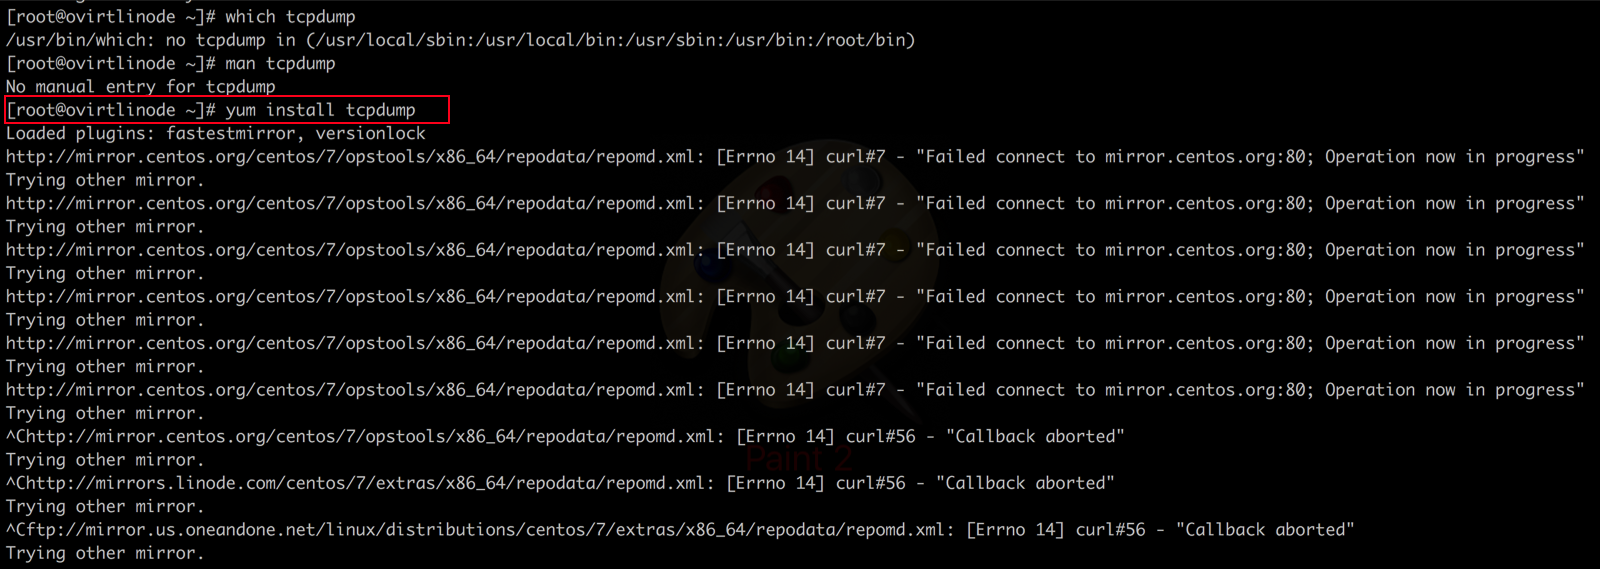 [root@ovirtlinode ~]# which tcpdump
/usr/bin/which: no tcpdump in (/usr/local/sbin:/usr/local/bin:/usr/sbin:/usr/bin:/root/bin)
[root@ovirtlinode ~]# man tcpdump
No manual entry for tcpdump
[root@ovirtlinode ~]# yum install tcpdump
Loaded plugins: fastestmirror, versionlock
http://mirror.centos.org/centos/7/opstools/x86_64/repodata/repomd.xml: [Errno 14] curl#7 - "Failed connect to mirror.centos.org:80; Operation now in progress"
Trying other mirror.
http://mirror.centos.org/centos/7/opstools/x86_64/repodata/repomd.xml: [Errno 14] curl#7 - "Failed connect to mirror.centos.org:80; Operation now in progress"
Trying other mirror.
http://mirror.centos.org/centos/7/opstools/x86_64/repodata/repomd.xml: [Errno 14] curl#7 - "Failed connect to mirror.centos.org:80; Operation now in progress"
Trying other mirror.
http://mirror.centos.org/centos/7/opstools/x86_64/repodata/repomd.xml: [Errno 14] curl#7 - "Failed connect to mirror.centos.org:80; Operation now in progress"
Trying other mirror.
http://mirror.centos.org/centos/7/opstools/x86_64/repodata/repomd.xml: [Errno 14] curl#7 - "Failed connect to mirror.centos.org:80; Operation now in progress"
Trying other mirror.
http://mirror.centos.org/centos/7/opstools/x86_64/repodata/repomd.xml: [Errno 14] curl#7 - "Failed connect to mirror.centos.org:80; Operation now in progress"
Trying other mirror.
^Chttp://mirror.centos.org/centos/7/opstools/x86_64/repodata/repomd.xml: [Errno 14] curl#56 - "Callback aborted"
Trying other mirror.
Paint 2
^Chttp://mirrors.linode.com/centos/7/extras/x86_64/repodata/repomd.xml: [Errno 14] curl#56 - "Callback aborted"
Trying other mirror.
^Cftp://mirror.us.oneandone.net/linux/distributions/centos/7/extras/x86_64/repodata/repomd.xml: [Errno 14] curl#56 - "Callback aborted"
Trying other mirror.